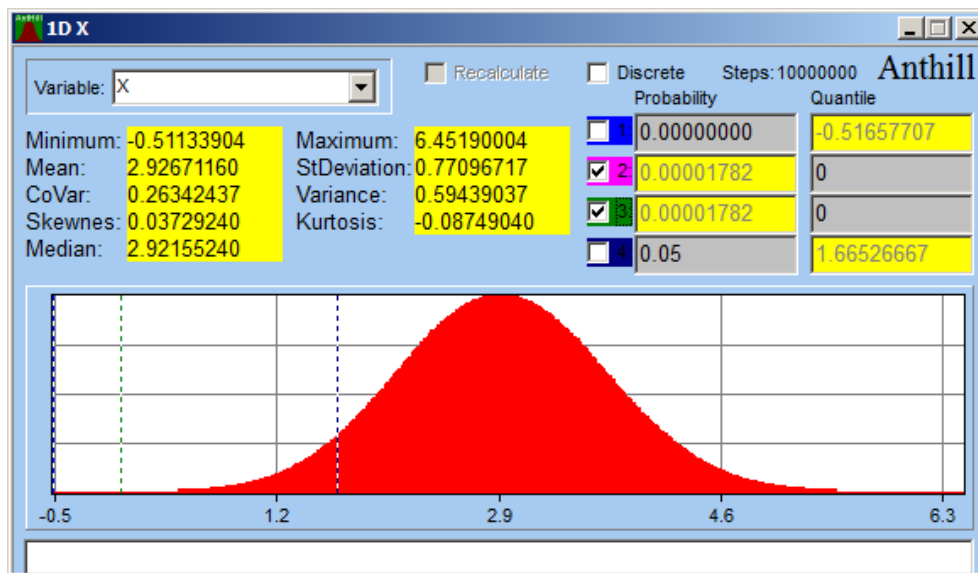 Anthill 1D X
Variable: X
Recalculate
Discrete Steps:10000000 Anthill
Probability Quantile
Minimum: -0.51133904 Maximum: 6.45190004
Mean: 2.92671160 StDeviation: 0.77096717
CoVar: 0.26342437 Variance: 0.59439037
Skewnes: 0.03729240 Kurtosis: -0.08749040
Median: 2.92155240
1: 0.00000000 -0.51657707
2: 0.00001782 0
3: 0.00001782 0
4: 0.05 1.66526667
-0.5 1.2 2.9 4.6 6.3